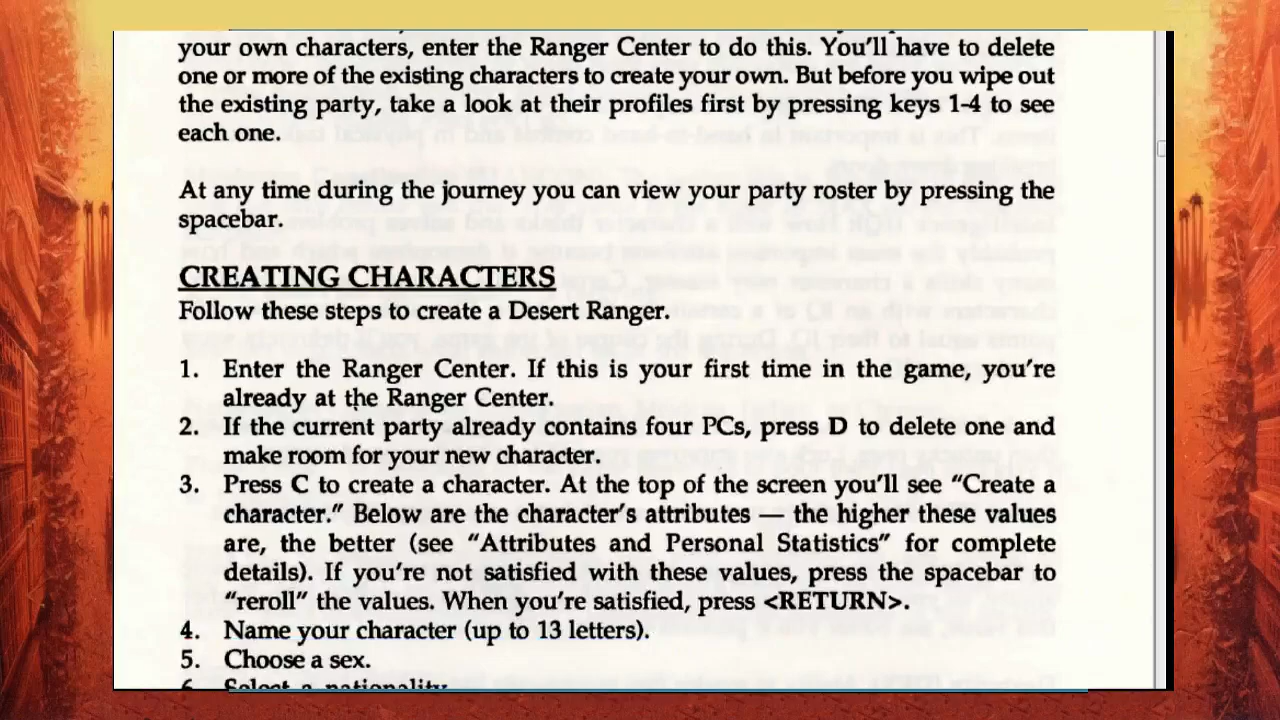 your own characters, enter the Ranger Center to do this. You'll have to delete
one or more of the existing characters to create your own. But before you wipe out
the existing party, take a look at their profiles first by pressing keys 1-4 to see
each one.
At any time during the journey you can view your party roster by pressing the
spacebar.
CREATING CHARACTERS
Follow these steps to create a Desert Ranger.
1. Enter the Ranger Center. If this is your first time in the game, you're
already at the Ranger Center.
2. If the current party already contains four PCs, press D to delete one and
make room for your new character.
3. Press C to create a character. At the top of the screen you'll see “Create a
character.” Below are the character's attributes — the higher these values
are, the better (see “Attributes and Personal Statistics” for complete
details). If you're not satisfied with these values, press the spacebar to
“reroll” the values. When you're satisfied, press <RETURN>.
4. Name your character (up to 13 letters).
5. Choose a sex.
6. Select a nationality.